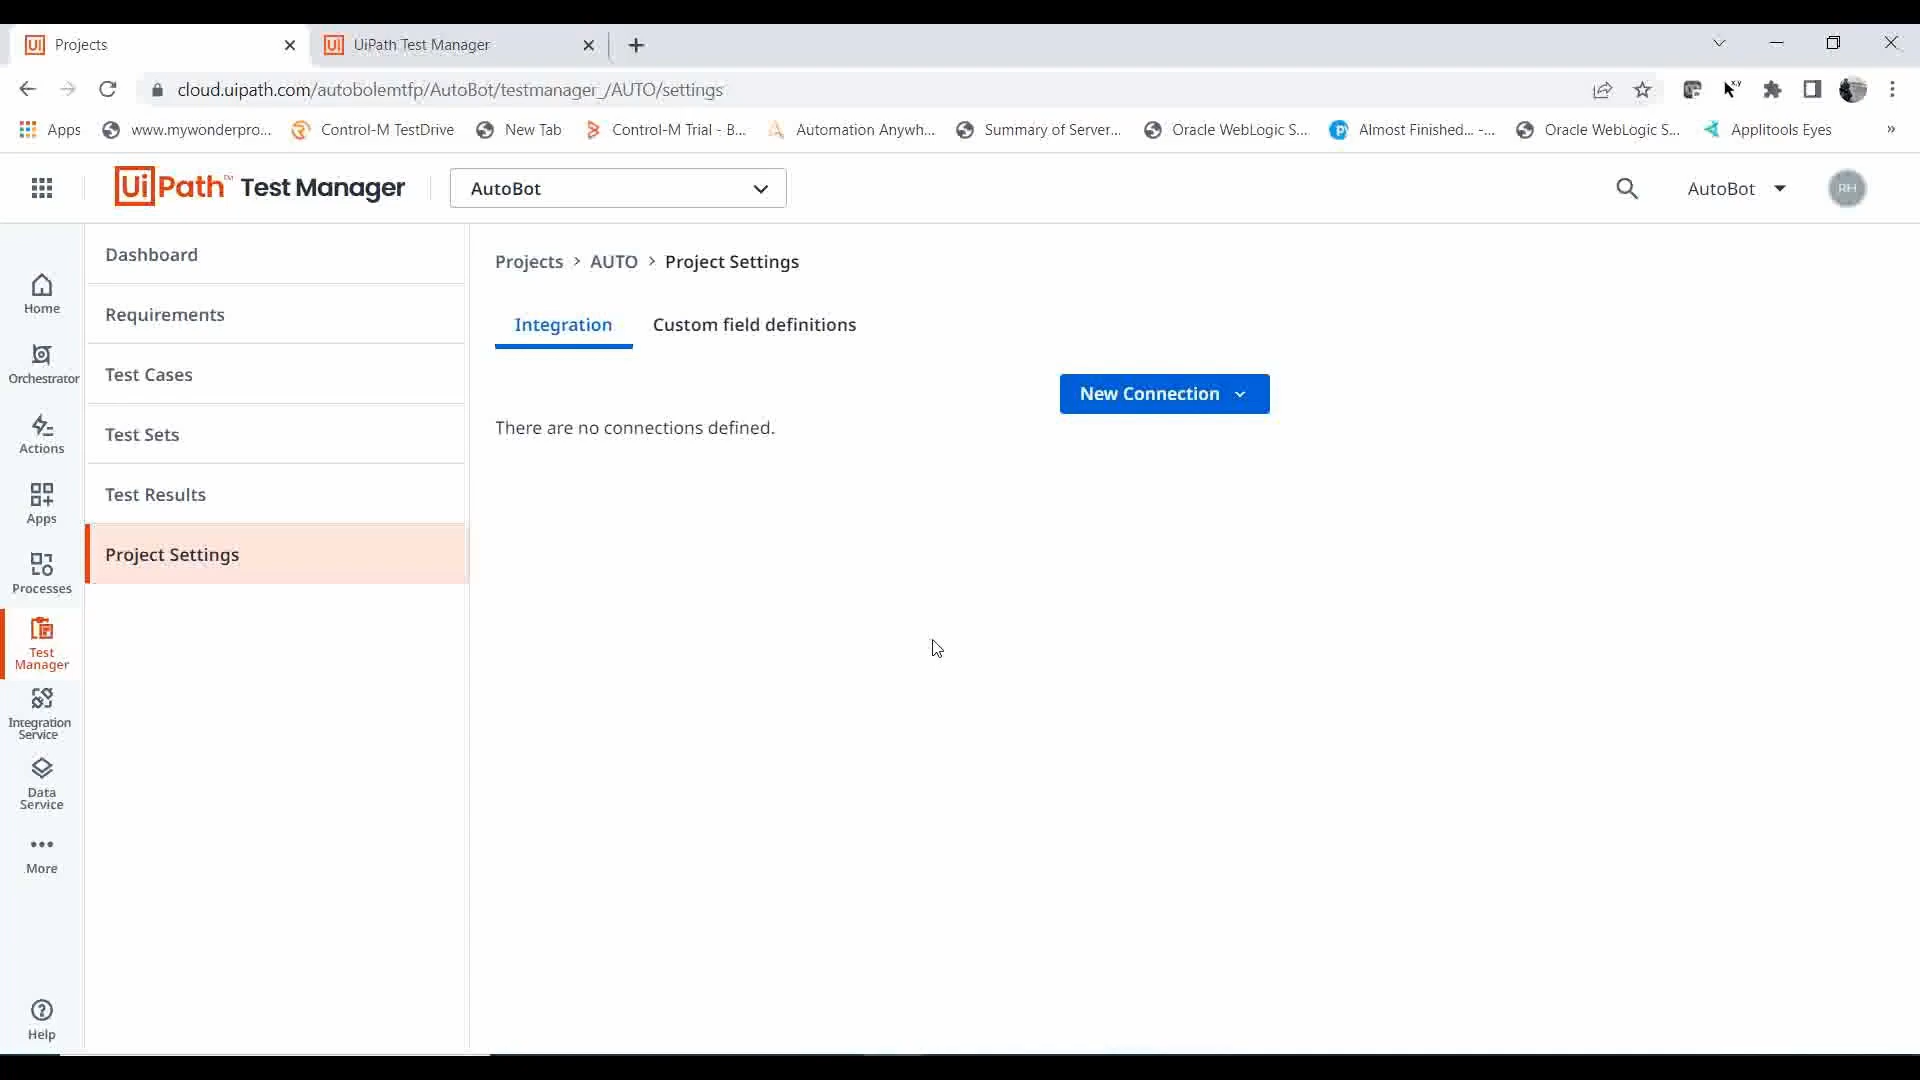 Projects
UiPath Test Manager
cloud.uipath.com/autobolemtfp/AutoBot/testmanager_/AUTO/settings
Apps
www.mywonderpro...
Control-M TestDrive
New Tab
Control-M Trial - B...
Automation Anywh...
Summary of Server...
Oracle WebLogic S...
Almost Finished... -...
Oracle WebLogic S...
Applitools Eyes
»
UiPath™ Test Manager
AutoBot
AutoBot
RH
Home
Orchestrator
Actions
Apps
Processes
Test
Manager
Integration
Service
Data
Service
More
Help
Dashboard
Requirements
Test Cases
Test Sets
Test Results
Project Settings
Projects > AUTO > Project Settings
Integration
Custom field definitions
New Connection
There are no connections defined.